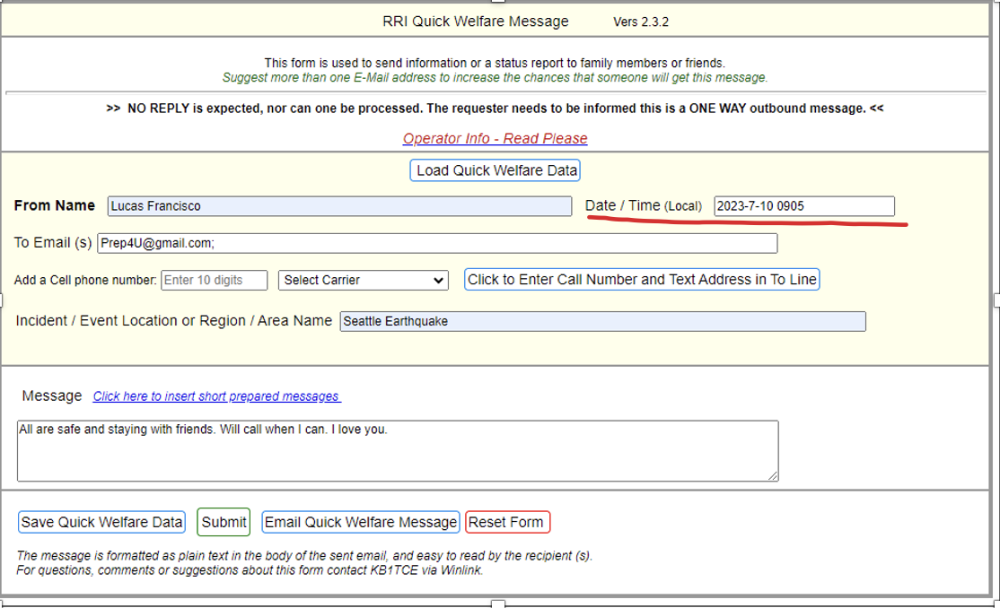 RRI Quick Welfare Message Vers 2.3.2
This form is used to send information or a status report to family members or friends.
Suggest more than one E-Mail address to increase the chances that someone will get this message.
>> NO REPLY is expected, nor can one be processed. The requester needs to be informed this is a ONE WAY outbound message. <<
Operator Info - Read Please
Load Quick Welfare Data
From Name Lucas Francisco Date / Time (Local) 2023-7-10 0905
To Email (s) Prep4U@gmail.com;
Add a Cell phone number: Enter 10 digits Select Carrier Click to Enter Call Number and Text Address in To Line
Incident / Event Location or Region / Area Name Seattle Earthquake
Message Click here to insert short prepared messages
All are safe and staying with friends. Will call when I can. I love you.
Save Quick Welfare Data Submit Email Quick Welfare Message Reset Form
The message is formatted as plain text in the body of the sent email, and easy to read by the recipient (s).
For questions, comments or suggestions about this form contact KB1TCE via Winlink.